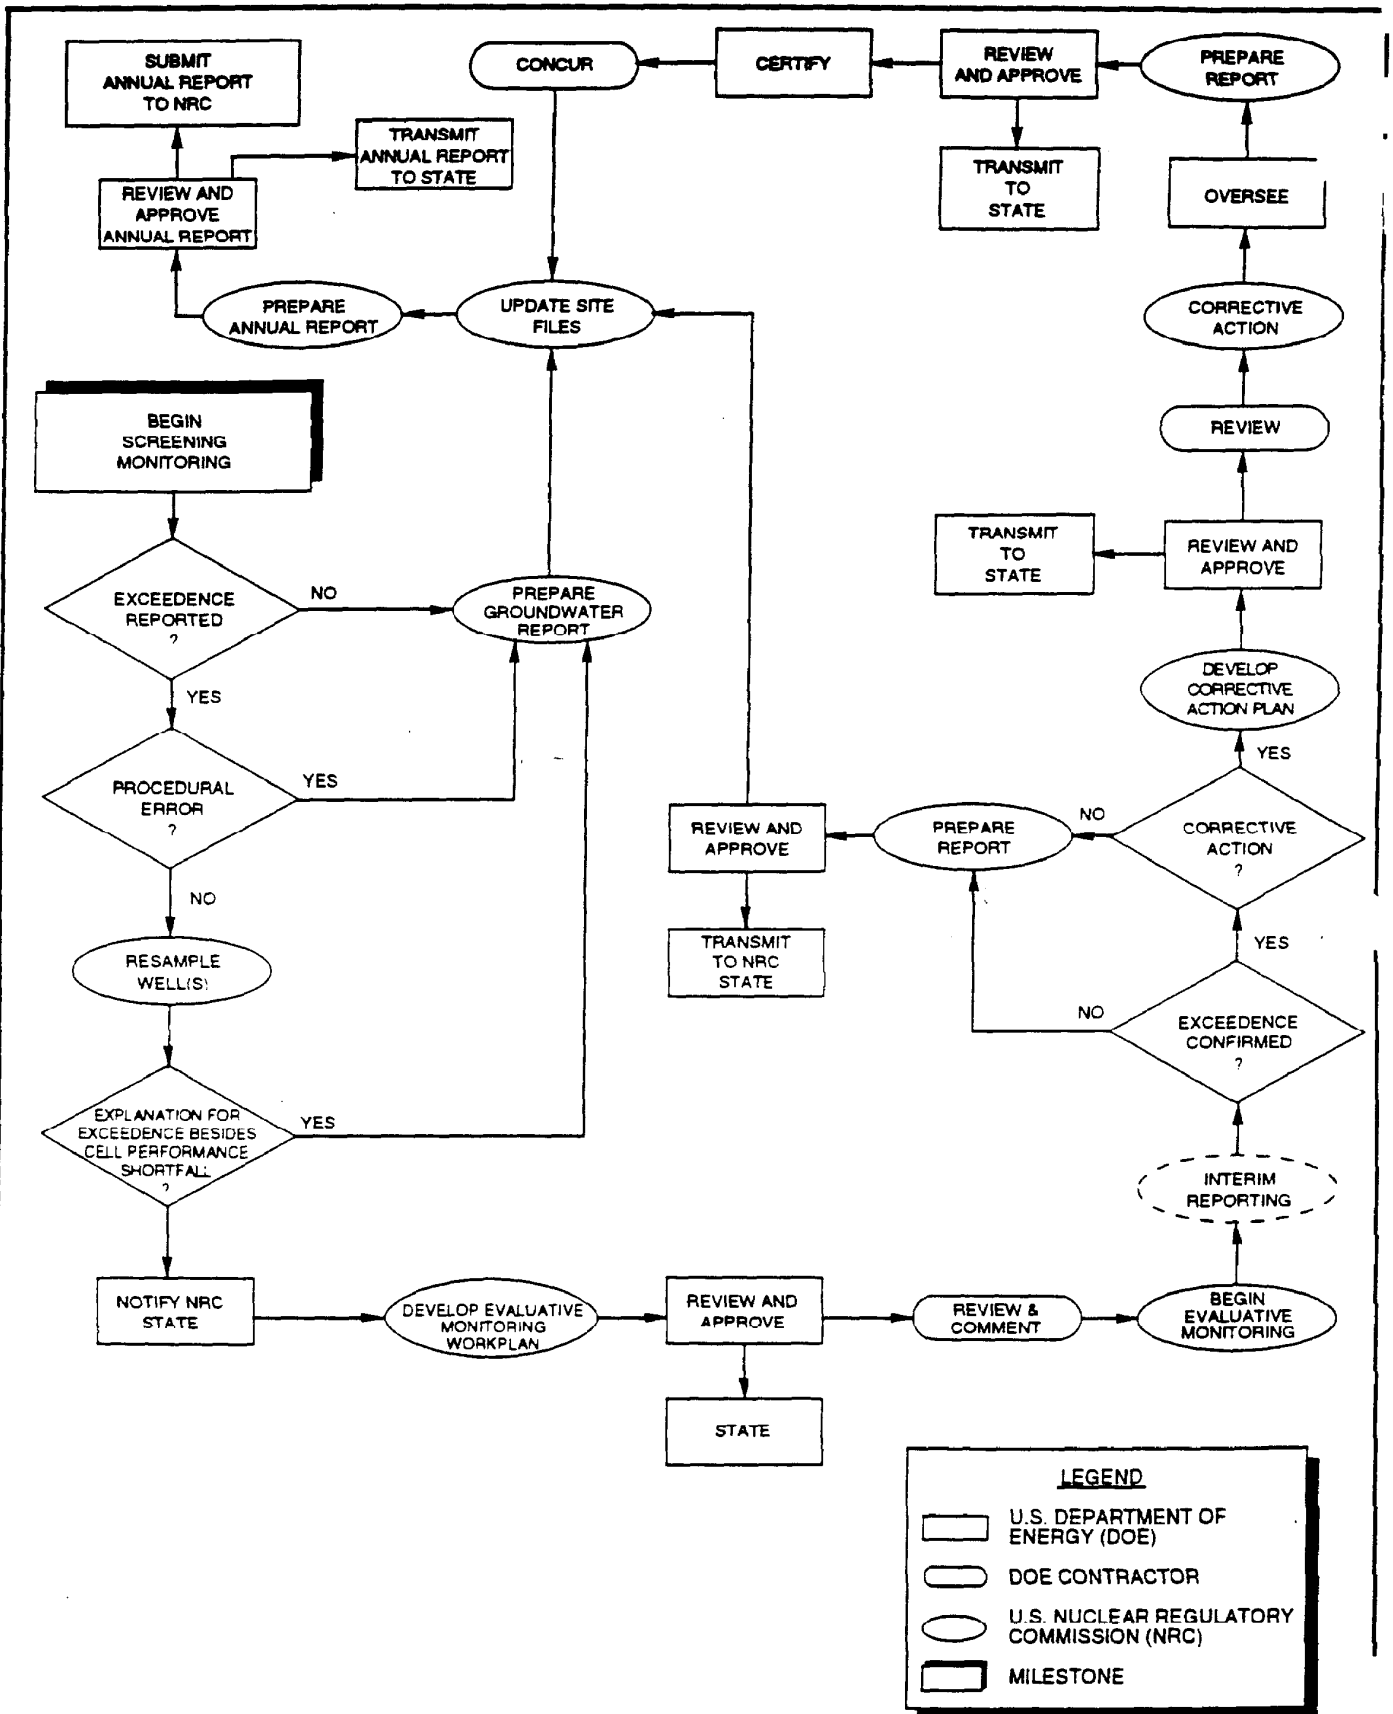 SUBMIT
ANNUAL REPORT
TO NRC
CONCUR
CERTIFY
REVIEW
AND APPROVE
PREPARE
REPORT
TRANSMIT
ANNUAL REPORT
TO STATE
TRANSMIT
TO
STATE
REVIEW AND
APPROVE
ANNUAL REPORT
OVERSEE
PREPARE
ANNUAL REPORT
UPDATE SITE
FILES
CORRECTIVE
ACTION
BEGIN
SCREENING
MONITORING
REVIEW
TRANSMIT
TO
STATE
REVIEW AND
APPROVE
EXCEEDENCE
REPORTED
?
NO
PREPARE
GROUNDWATER
REPORT
YES
DEVELOP
CORRECTIVE
ACTION PLAN
YES
PROCEDURAL
ERROR
?
YES
REVIEW AND
APPROVE
PREPARE
REPORT
NO
CORRECTIVE
ACTION
?
NO
YES
RESAMPLE
WELL(S)
TRANSMIT
TO NRC
STATE
NO
EXCEEDENCE
CONFIRMED
?
EXPLANATION FOR
EXCEEDENCE BESIDES
CELL PERFORMANCE
SHORTFALL
?
YES
INTERIM
REPORTING
NOTIFY NRC
STATE
DEVELOP EVALUATIVE
MONITORING
WORKPLAN
REVIEW AND
APPROVE
REVIEW &
COMMENT
BEGIN
EVALUATIVE
MONITORING
STATE
LEGEND
U.S. DEPARTMENT OF
ENERGY (DOE)
DOE CONTRACTOR
U.S. NUCLEAR REGULATORY
COMMISSION (NRC)
MILESTONE